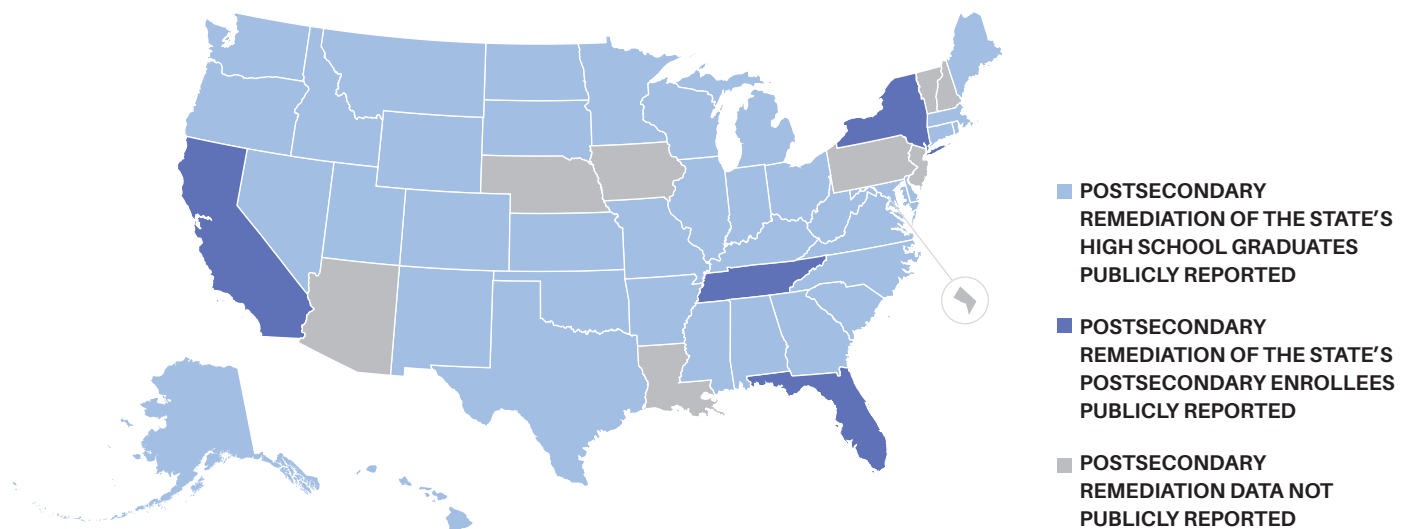 POSTSECONDARY
REMEDIATION OF THE STATE'S
HIGH SCHOOL GRADUATES
PUBLICLY REPORTED
POSTSECONDARY
REMEDIATION OF THE STATE'S
POSTSECONDARY ENROLLEES
PUBLICLY REPORTED
POSTSECONDARY
REMEDIATION DATA NOT
PUBLICLY REPORTED